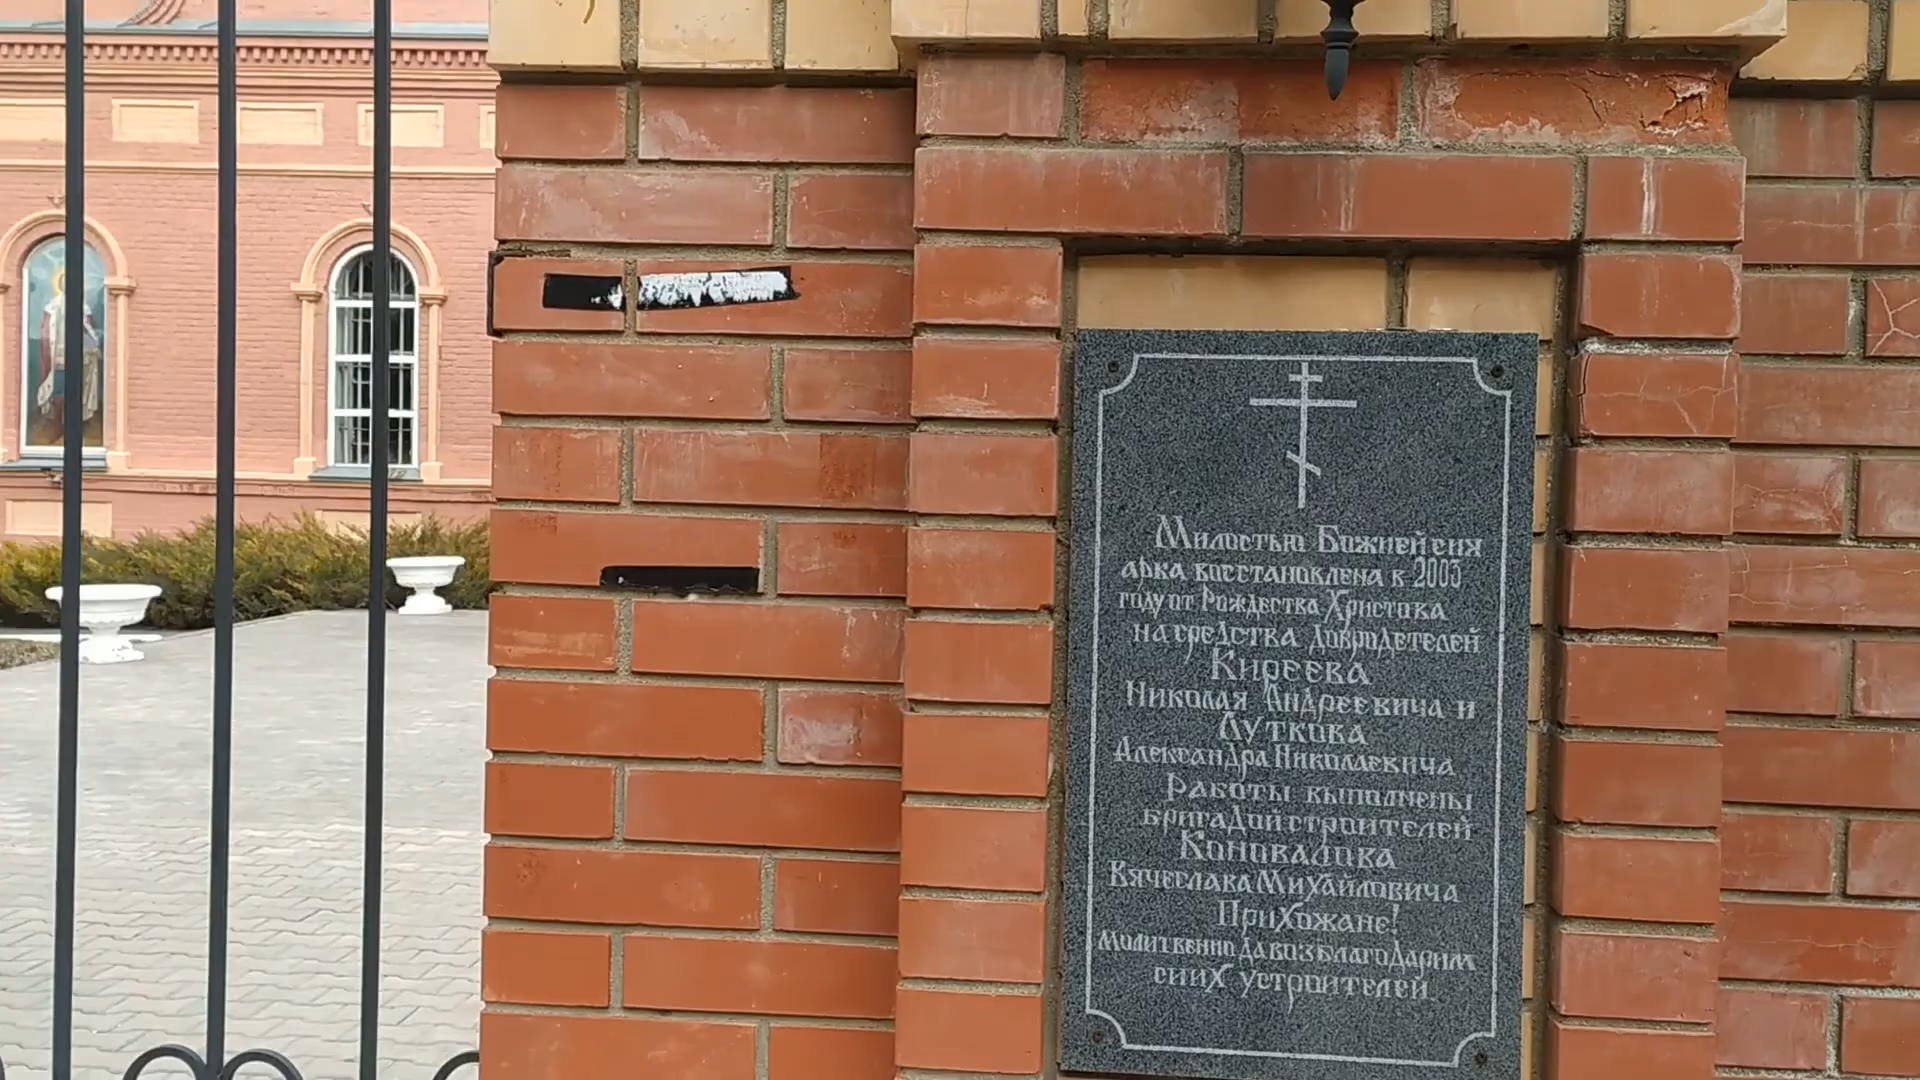 Милостью Божией сия
арка восстановлена в 2003
году от Рождества Христова
на средства добродетелей
Киреева
Николая Андреевича и
Луткова
Александра Николаевича
Работы выполнены
бригадой строителей
Коновалова
Вячеслава Михайловича
Прихожане!
Молитвенно да возблагодарим
сиих устроителей.